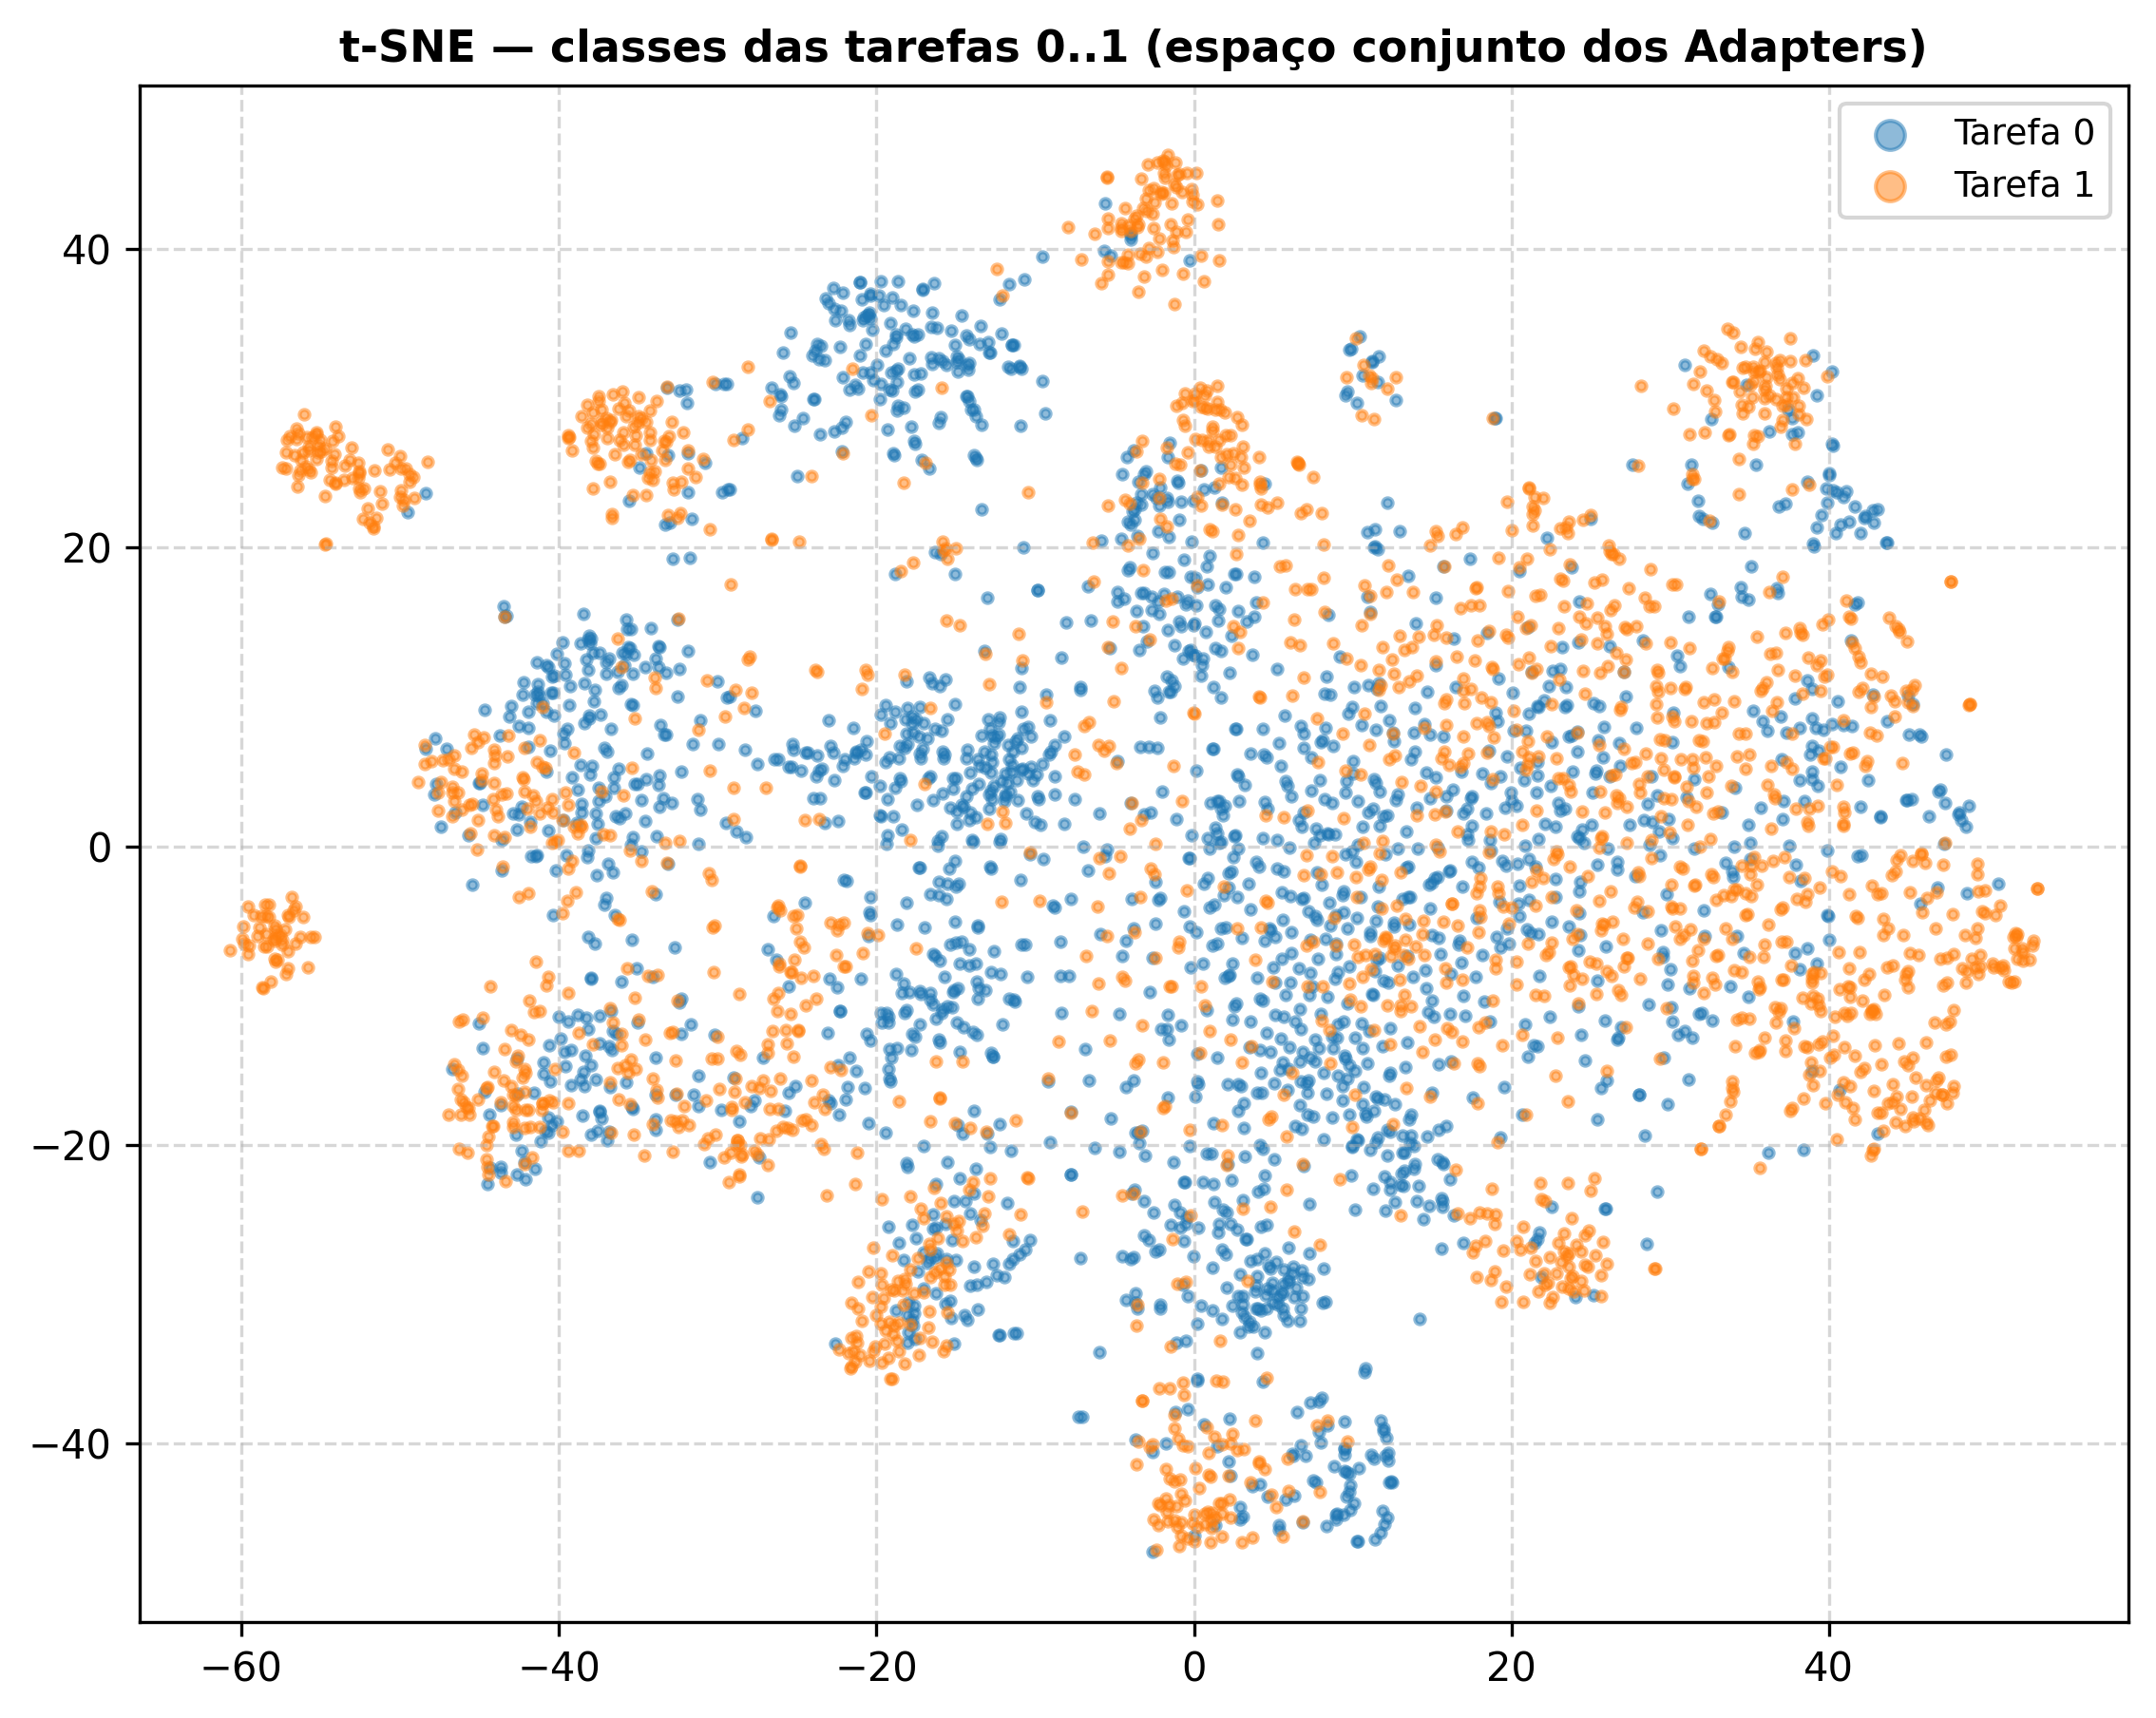 t-SNE — classes das tarefas 0..1 (espaço conjunto dos Adapters)
Tarefa 0
Tarefa 1
40
20
0
−20
−40
−60 −40 −20 0 20 40